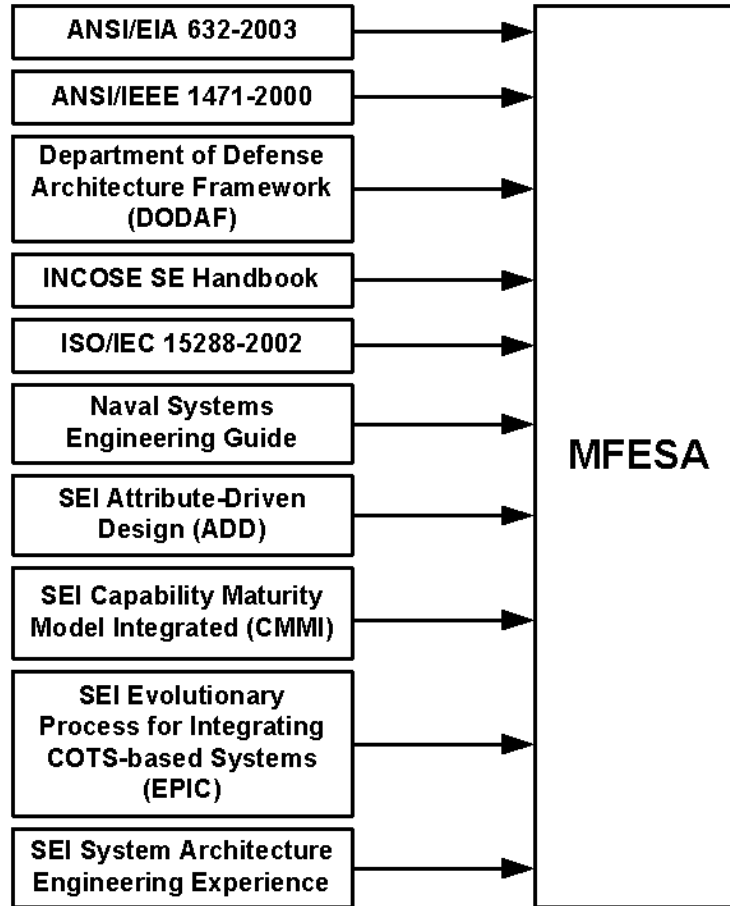 ANSI/EIA 632-2003
ANSI/IEEE 1471-2000
Department of Defense
Architecture Framework
(DODAF)
INCOSE SE Handbook
ISO/IEC 15288-2002
Naval Systems
Engineering Guide
SEI Attribute-Driven
Design (ADD)
SEI Capability Maturity
Model Integrated (CMMI)
SEI Evolutionary
Process for Integrating
COTS-based Systems
(EPIC)
SEI System Architecture
Engineering Experience
MFESA